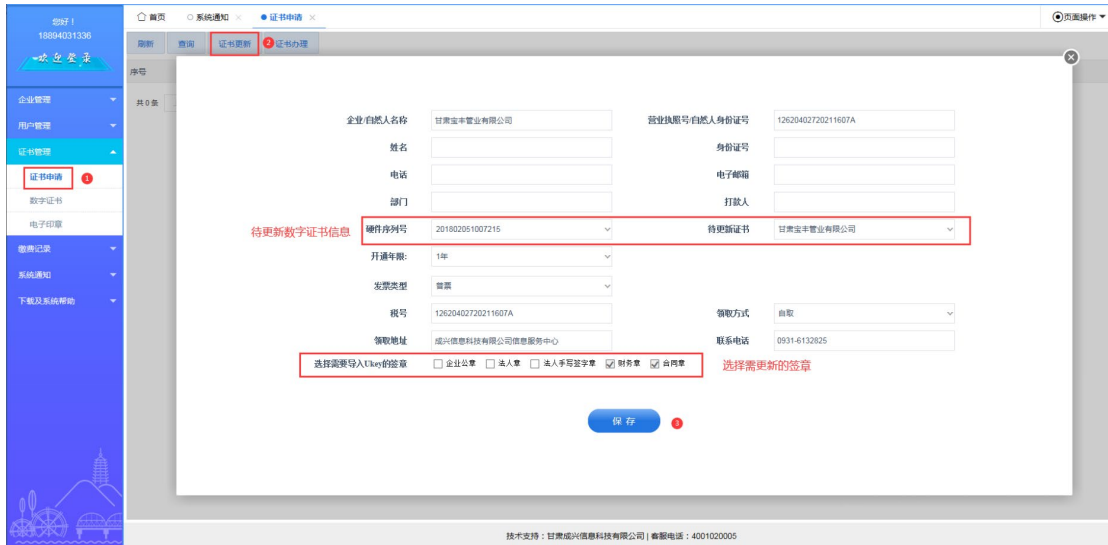 您好！
18894031336
欢迎登录
企业管理
用户管理
证书管理
证书申请 1
数字证书
电子印章
缴费记录
系统通知
下载及系统帮助
首页 系统通知 × 证书申请 × 页面操作
刷新 查询 证书更新 2 证书办理
序号
共0条
企业/自然人名称 甘肃宝丰管业有限公司 营业执照号/自然人身份证号 12620402720211607A
姓名 身份证号
电话 电子邮箱
部门 打款人
待更新数字证书信息 硬件序列号 201802051007215 待更新证书 甘肃宝丰管业有限公司
开通年限: 1年
发票类型 普票
税号 12620402720211607A 领取方式 自取
领取地址 成兴信息科技有限公司信息服务中心 联系电话 0931-6132825
选择需要导入Ukey的签章 企业公章 法人章 法人手写签字章 财务章 合同章 选择需更新的签章
保存 3
技术支持：甘肃成兴信息科技有限公司 | 客服电话：4001020005